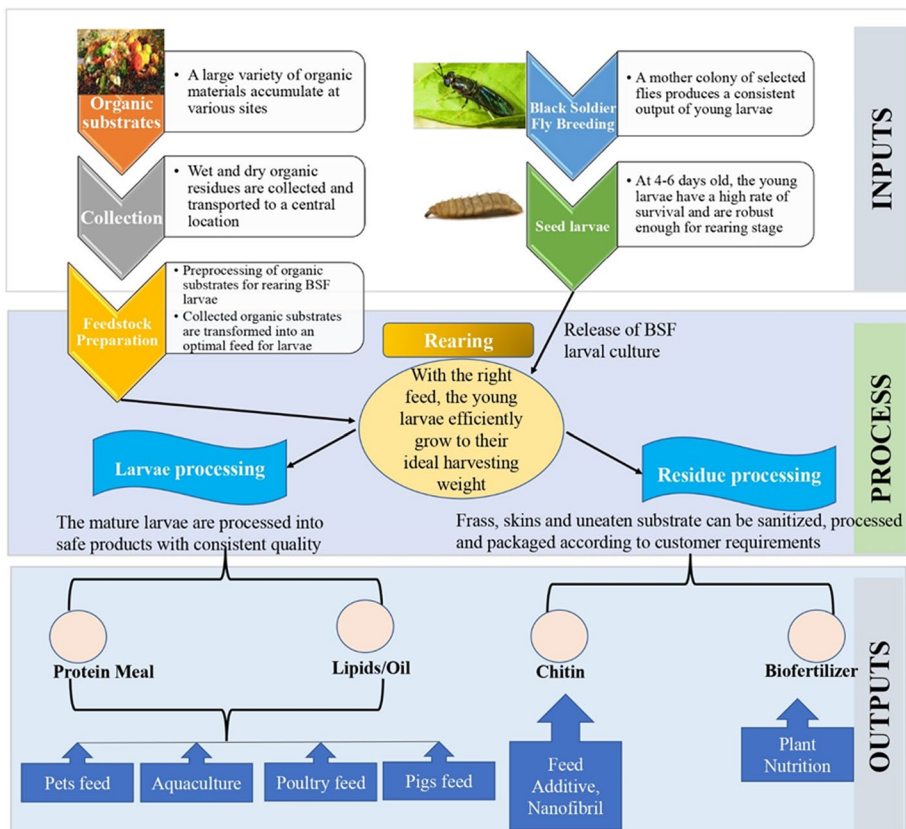 Organic
substrates
• A large variety of organic
materials accumulate at
various sites
Collection
• Wet and dry organic
residues are collected and
transported to a central
location
Feedstock
Preparation
• Preprocessing of organic
substrates for rearing BSF
larvae
• Collected organic substrates
are transformed into an
optimal feed for larvae
Black Soldier
Fly Breeding
• A mother colony of selected
flies produces a consistent
output of young larvae
Seed larvae
• At 4-6 days old, the young
larvae have a high rate of
survival and are robust
enough for rearing stage
INPUTS
Release of BSF
larval culture
Rearing
With the right
feed, the young
larvae efficiently
grow to their
ideal harvesting
weight
Larvae processing
The mature larvae are processed into
safe products with consistent quality
Residue processing
Frass, skins and uneaten substrate can be sanitized, processed
and packaged according to customer requirements
PROCESS
Protein Meal
Lipids/Oil
Chitin
Biofertilizer
Pets feed
Aquaculture
Poultry feed
Pigs feed
Feed
Additive,
Nanofibril
Plant
Nutrition
OUTPUTS